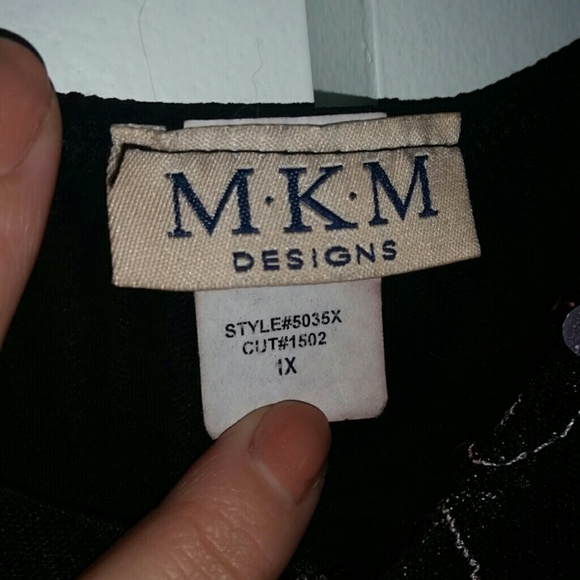 M·K·M
DESIGNS
STYLE#5035X
CUT#1502
1X